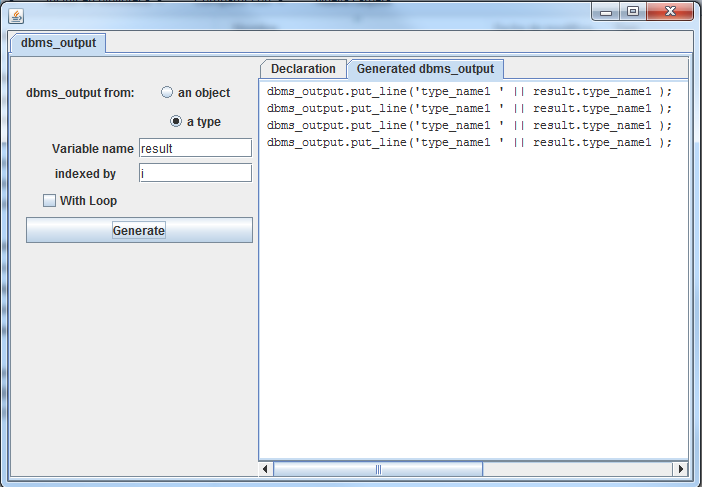 dbms_output
dbms_output from:
an object
a type
Variable name
result
indexed by
i
With Loop
Generate
Declaration
Generated dbms_output
dbms_output.put_line('type_name1 ' || result.type_name1 );
dbms_output.put_line('type_name1 ' || result.type_name1 );
dbms_output.put_line('type_name1 ' || result.type_name1 );
dbms_output.put_line('type_name1 ' || result.type_name1 );